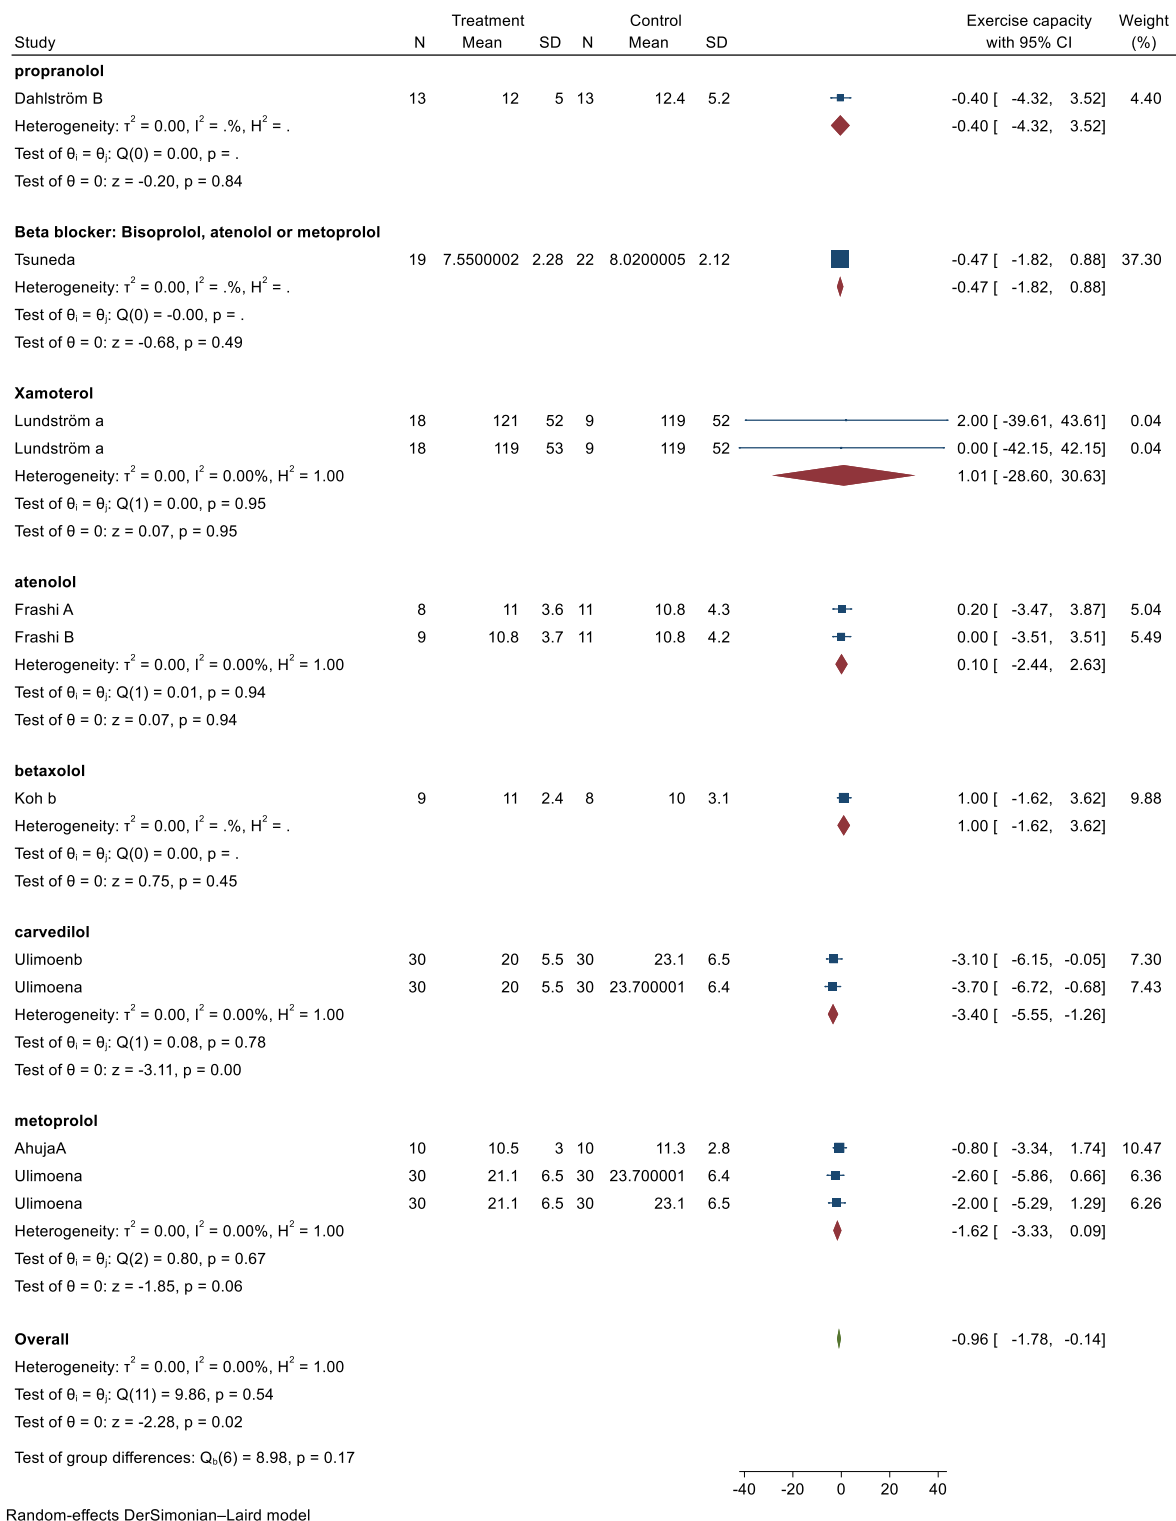 Treatment Control Exercise capacity Weight
Study N Mean SD N Mean SD with 95% CI (%)
propranolol
Dahlström B 13 12 5 13 12.4 5.2 -0.40 [ -4.32, 3.52] 4.40
Heterogeneity: τ² = 0.00, I² = .%, H² = . -0.40 [ -4.32, 3.52]
Test of θᵢ = θⱼ: Q(0) = 0.00, p = .
Test of θ = 0: z = -0.20, p = 0.84
Beta blocker: Bisoprolol, atenolol or metoprolol
Tsuneda 19 7.5500002 2.28 22 8.0200005 2.12 -0.47 [ -1.82, 0.88] 37.30
Heterogeneity: τ² = 0.00, I² = .%, H² = . -0.47 [ -1.82, 0.88]
Test of θᵢ = θⱼ: Q(0) = -0.00, p = .
Test of θ = 0: z = -0.68, p = 0.49
Xamoterol
Lundström a 18 121 52 9 119 52 2.00 [ -39.61, 43.61] 0.04
Lundström a 18 119 53 9 119 52 0.00 [ -42.15, 42.15] 0.04
Heterogeneity: τ² = 0.00, I² = 0.00%, H² = 1.00 1.01 [ -28.60, 30.63]
Test of θᵢ = θⱼ: Q(1) = 0.00, p = 0.95
Test of θ = 0: z = 0.07, p = 0.95
atenolol
Frashi A 8 11 3.6 11 10.8 4.3 0.20 [ -3.47, 3.87] 5.04
Frashi B 9 10.8 3.7 11 10.8 4.2 0.00 [ -3.51, 3.51] 5.49
Heterogeneity: τ² = 0.00, I² = 0.00%, H² = 1.00 0.10 [ -2.44, 2.63]
Test of θᵢ = θⱼ: Q(1) = 0.01, p = 0.94
Test of θ = 0: z = 0.07, p = 0.94
betaxolol
Koh b 9 11 2.4 8 10 3.1 1.00 [ -1.62, 3.62] 9.88
Heterogeneity: τ² = 0.00, I² = .%, H² = . 1.00 [ -1.62, 3.62]
Test of θᵢ = θⱼ: Q(0) = 0.00, p = .
Test of θ = 0: z = 0.75, p = 0.45
carvedilol
Ulimoenb 30 20 5.5 30 23.1 6.5 -3.10 [ -6.15, -0.05] 7.30
Ulimoena 30 20 5.5 30 23.700001 6.4 -3.70 [ -6.72, -0.68] 7.43
Heterogeneity: τ² = 0.00, I² = 0.00%, H² = 1.00 -3.40 [ -5.55, -1.26]
Test of θᵢ = θⱼ: Q(1) = 0.08, p = 0.78
Test of θ = 0: z = -3.11, p = 0.00
metoprolol
AhujaA 10 10.5 3 10 11.3 2.8 -0.80 [ -3.34, 1.74] 10.47
Ulimoena 30 21.1 6.5 30 23.700001 6.4 -2.60 [ -5.86, 0.66] 6.36
Ulimoena 30 21.1 6.5 30 23.1 6.5 -2.00 [ -5.29, 1.29] 6.26
Heterogeneity: τ² = 0.00, I² = 0.00%, H² = 1.00 -1.62 [ -3.33, 0.09]
Test of θᵢ = θⱼ: Q(2) = 0.80, p = 0.67
Test of θ = 0: z = -1.85, p = 0.06
Overall -0.96 [ -1.78, -0.14]
Heterogeneity: τ² = 0.00, I² = 0.00%, H² = 1.00
Test of θᵢ = θⱼ: Q(11) = 9.86, p = 0.54
Test of θ = 0: z = -2.28, p = 0.02
Test of group differences: Q_b(6) = 8.98, p = 0.17
-40 -20 0 20 40
Random-effects DerSimonian–Laird model